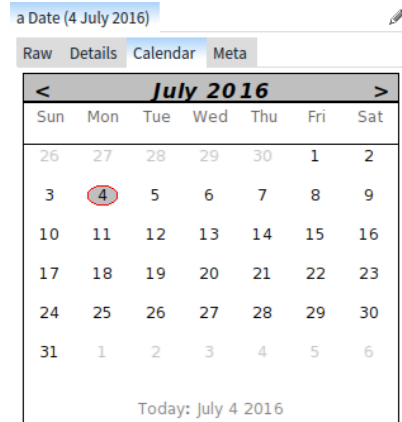 a Date (4 July 2016)
Raw Details Calendar Meta
< July 2016 >
Sun Mon Tue Wed Thu Fri Sat
26 27 28 29 30 1 2
3 4 5 6 7 8 9
10 11 12 13 14 15 16
17 18 19 20 21 22 23
24 25 26 27 28 29 30
31 1 2 3 4 5 6
Today: July 4 2016